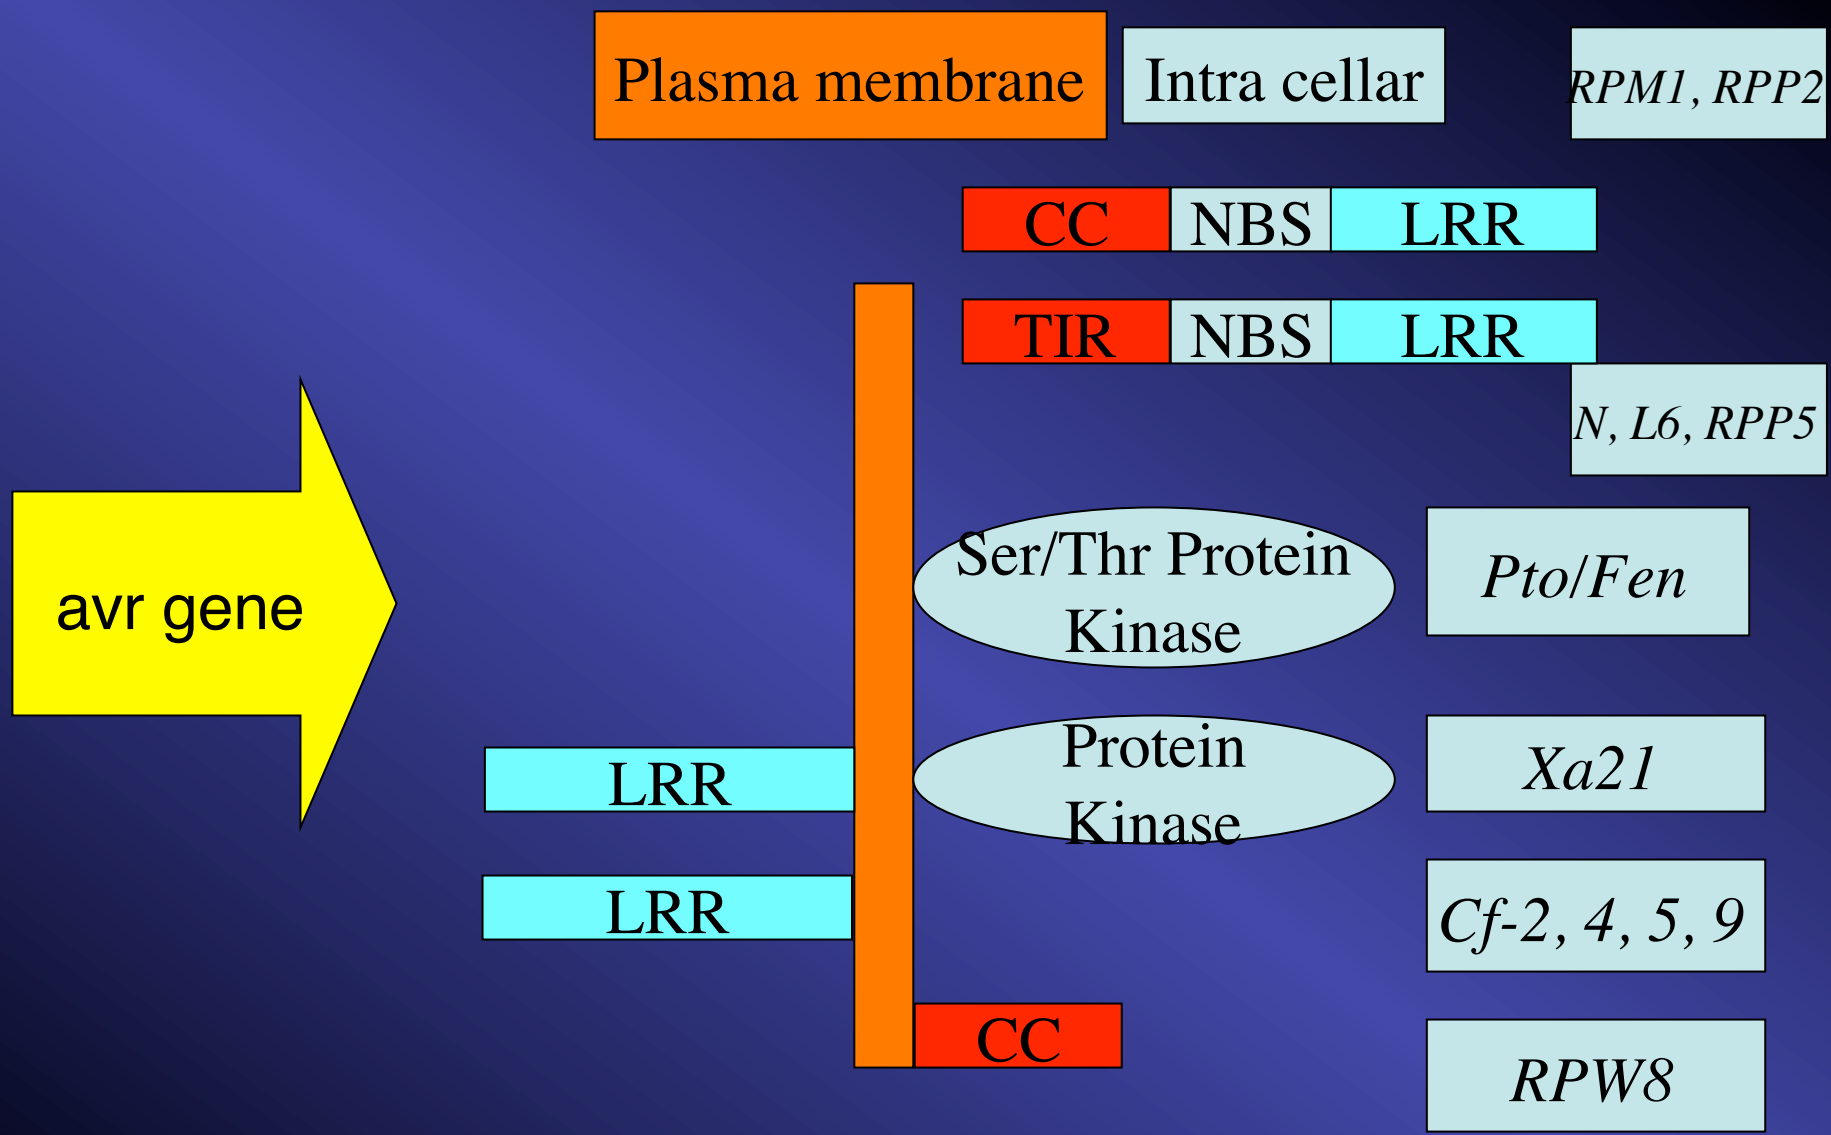 Plasma membrane
Intra cellar
RPM1, RPP2
CC NBS LRR
TIR NBS LRR
N, L6, RPP5
avr gene
Ser/Thr Protein
Kinase
Pto/Fen
LRR
Protein
Kinase
Xa21
LRR
Cf-2, 4, 5, 9
CC
RPW8